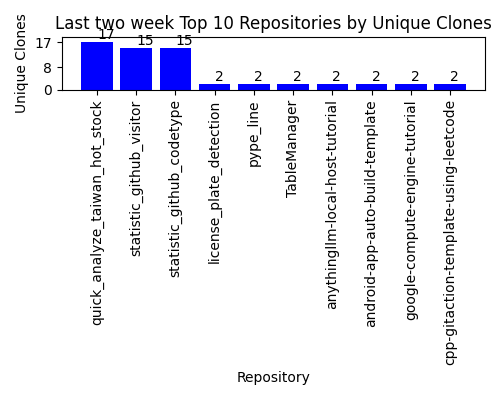 Last two week Top 10 Repositories by Unique Clones
Unique Clones
17
8
0
17
15
15
2
2
2
2
2
2
2
quick_analyze_taiwan_hot_stock
statistic_github_visitor
statistic_github_codetype
license_plate_detection
pype_line
TableManager
anythingllm-local-host-tutorial
android-app-auto-build-template
google-compute-engine-tutorial
cpp-gitaction-template-using-leetcode
Repository